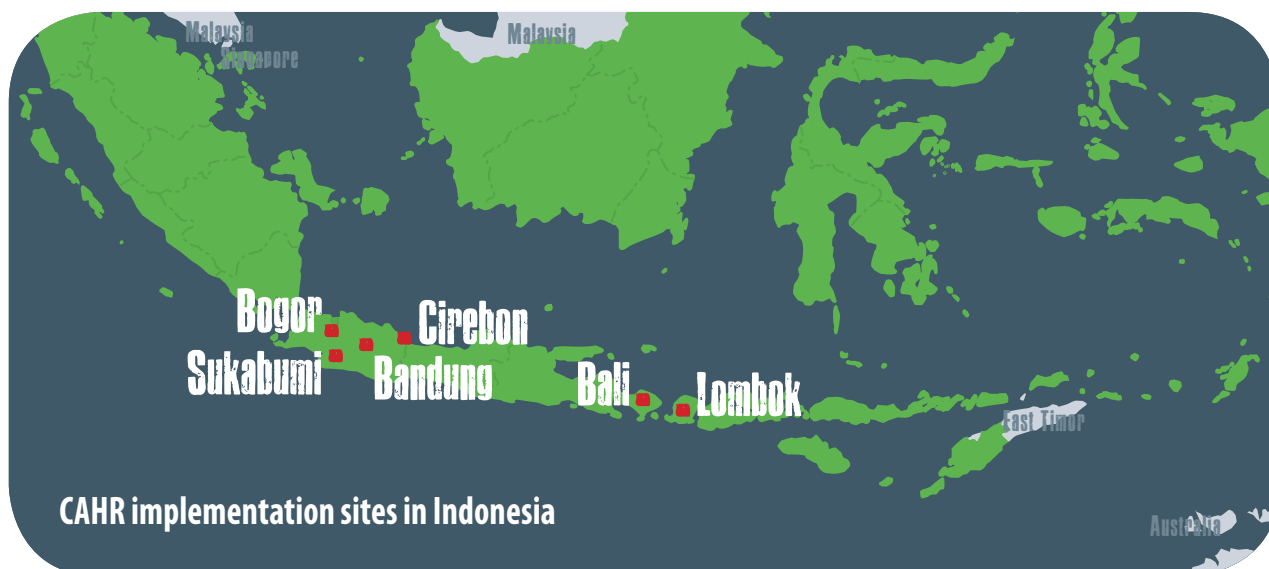 Malaysia
Singapore
Malaysia
Bogor
Cirebon
Sukabumi
Bandung
Bali
Lombok
East Timor
CAHR implementation sites in Indonesia
Australia